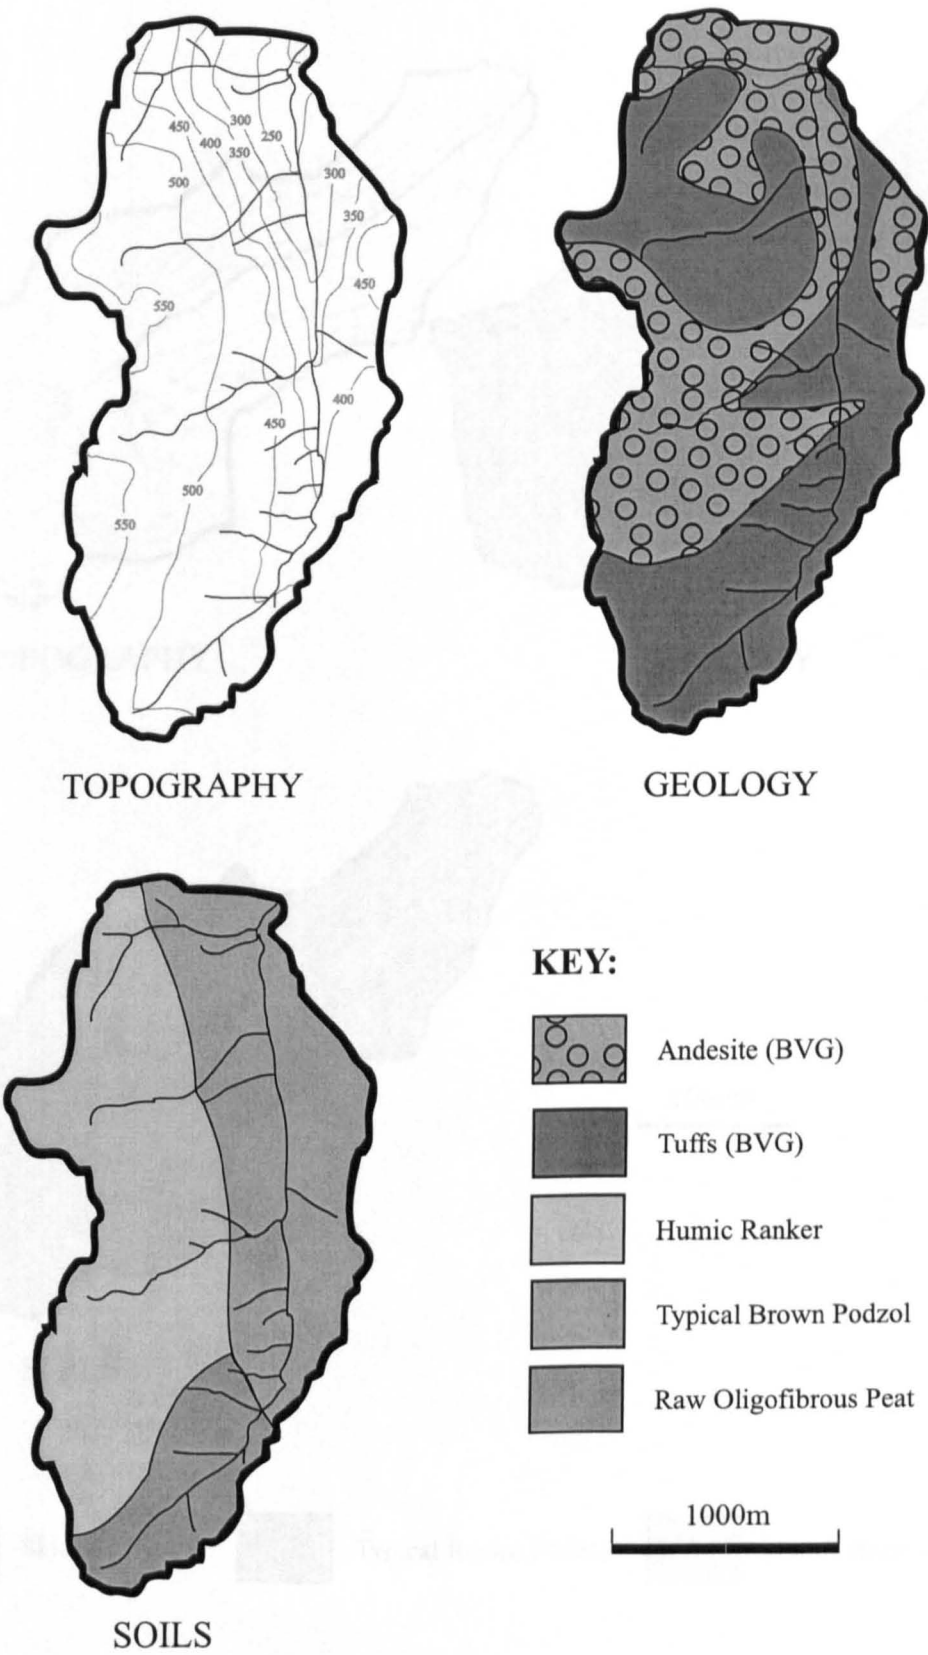 450
300
400
250
350
500
300
350
450
550
400
450
500
550
TOPOGRAPHY
GEOLOGY
KEY:
Andesite (BVG)
Tuffs (BVG)
Humic Ranker
Typical Brown Podzol
Raw Oligofibrous Peat
1000m
SOILS